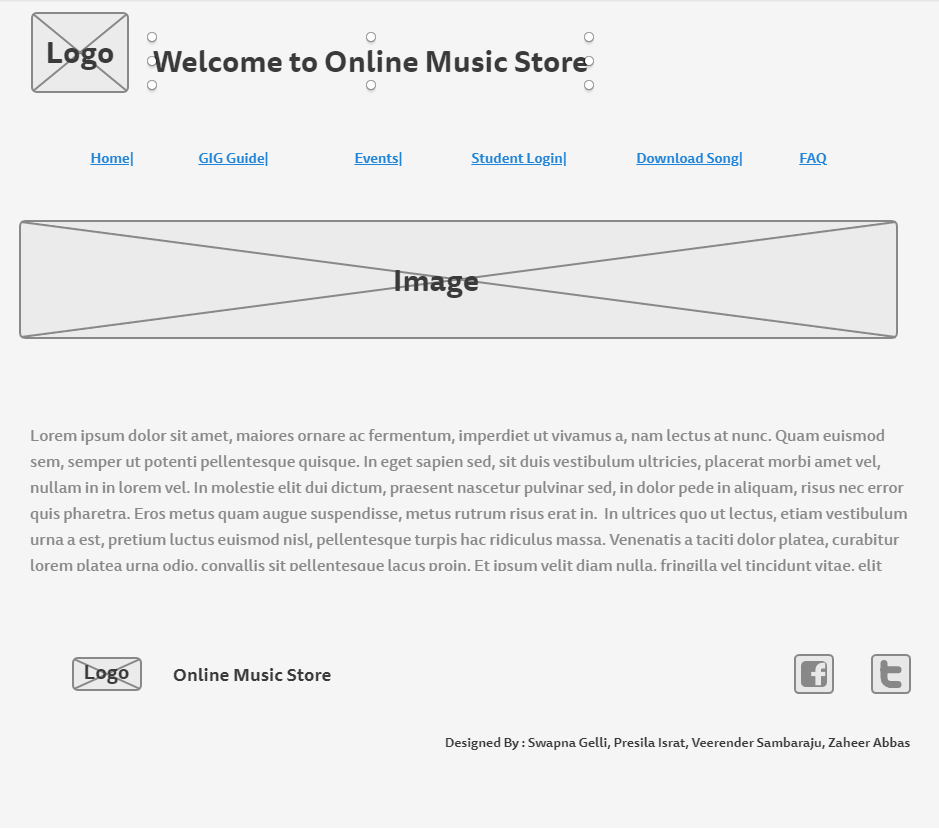 Logo
Welcome to Online Music Store
Home| GIG Guide| Events| Student Login| Download Song| FAQ
Image
Lorem ipsum dolor sit amet, maiores ornare ac fermentum, imperdiet ut vivamus a, nam lectus at nunc. Quam euismod
sem, semper ut potenti pellentesque quisque. In eget sapien sed, sit duis vestibulum ultricies, placerat morbi amet vel,
nullam in in lorem vel. In molestie elit dui dictum, praesent nascetur pulvinar sed, in dolor pede in aliquam, risus nec error
quis pharetra. Eros metus quam augue suspendisse, metus rutrum risus erat in.  In ultrices quo ut lectus, etiam vestibulum
urna a est, pretium luctus euismod nisl, pellentesque turpis hac ridiculus massa. Venenatis a taciti dolor platea, curabitur
lorem platea urna odio, convallis sit pellentesque lacus proin. Et ipsum velit diam nulla, fringilla vel tincidunt vitae, elit
Logo Online Music Store
Designed By : Swapna Gelli, Presila Israt, Veerender Sambaraju, Zaheer Abbas